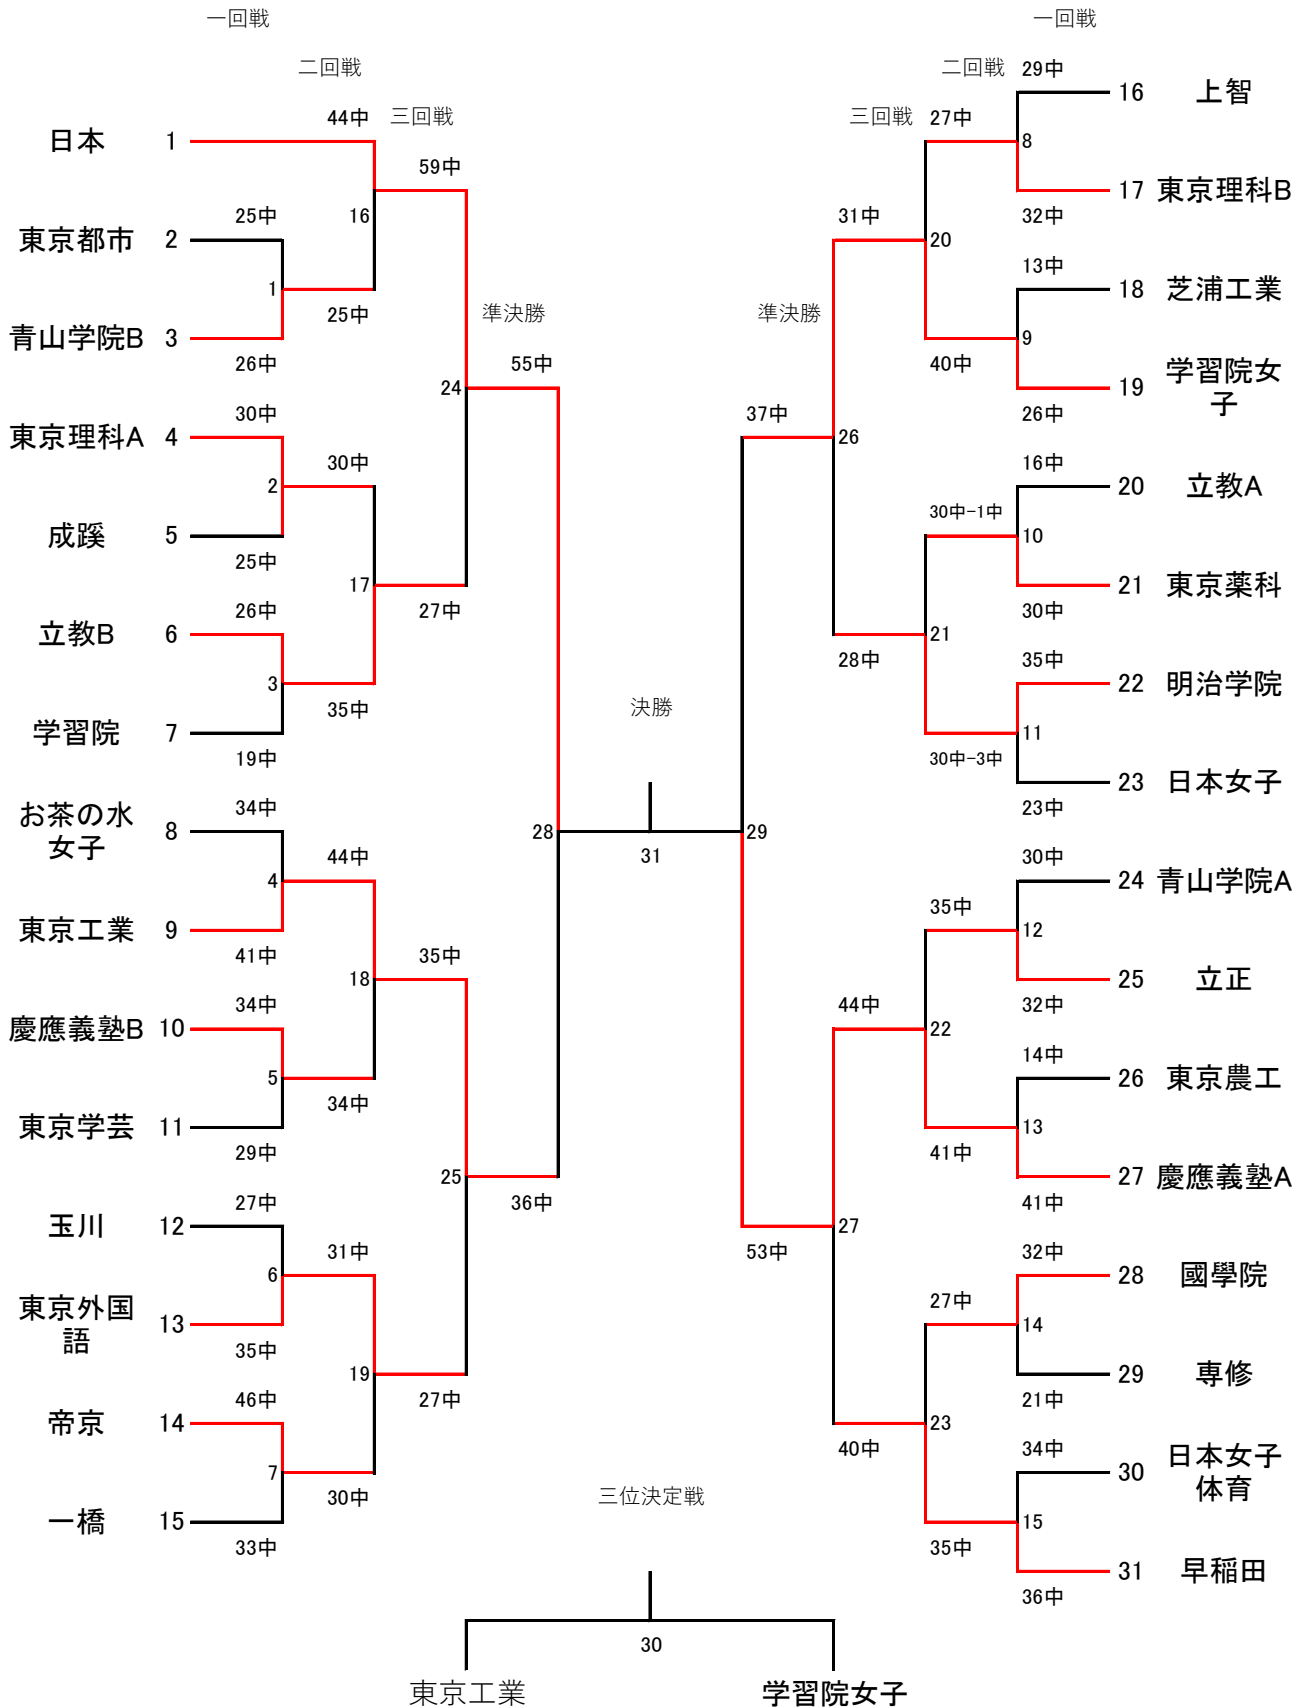 一回戦
一回戦
二回戦
二回戦
29中
16 上智
44中
三回戦
三回戦
27中
日本 1
8
59中
17 東京理科B
25中
16
31中
32中
東京都市 2
20
13中
1
18 芝浦工業
25中
準決勝
準決勝
青山学院B 3
9
26中
55中
40中
24
19 学習院女
子
30中
37中
26中
東京理科A 4
26
30中
16中
2
20 立教A
30中-1中
成蹊 5
10
25中
17
21 東京薬科
26中
27中
30中
立教B 6
21
28中
35中
3
22 明治学院
35中
決勝
学習院 7
11
19中
30中-3中
23 日本女子
お茶の水
女子 8
34中
23中
28
29
44中
31
30中
4
24 青山学院A
35中
東京工業 9
12
41中
35中
18
25 立正
34中
44中
32中
慶應義塾B 10
22
14中
5
26 東京農工
34中
東京学芸 11
13
29中
41中
25
27 慶應義塾A
27中
36中
41中
玉川 12
27
31中
53中
32中
6
28 國學院
27中
東京外国
語 13
14
35中
19
29 専修
46中
27中
21中
帝京 14
23
40中
34中
7
30 日本女子
体育
30中
三位決定戦
一橋 15
15
33中
35中
31 早稲田
36中
30
東京工業
学習院女子